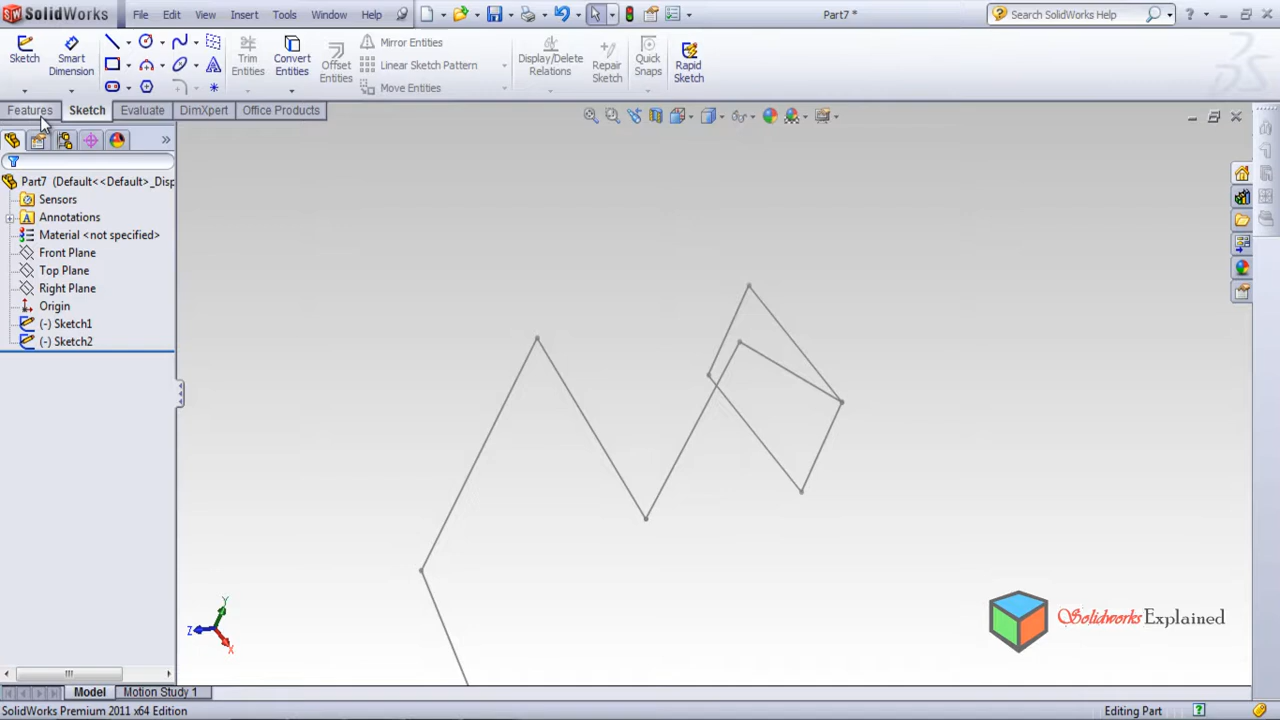 SolidWorks File Edit View Insert Tools Window Help Part7 * Search SolidWorks Help
Sketch Smart Dimension Trim Entities Convert Entities Offset Entities Mirror Entities Linear Sketch Pattern Move Entities Display/Delete Relations Repair Sketch Quick Snaps Rapid Sketch
Features Sketch Evaluate DimXpert Office Products
Part7 (Default<<Default>_Disp
Sensors
Annotations
Material <not specified>
Front Plane
Top Plane
Right Plane
Origin
(-) Sketch1
(-) Sketch2
Y
Z
X
Solidworks Explained
Model Motion Study 1
SolidWorks Premium 2011 x64 Edition Editing Part